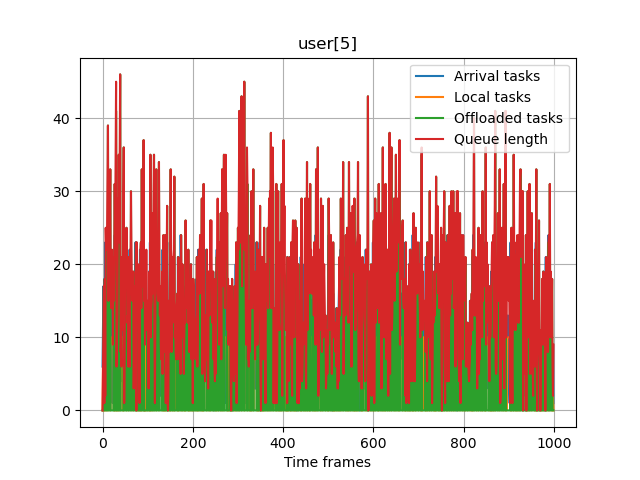 user[5]
Arrival tasks
Local tasks
Offloaded tasks
Queue length
40
30
20
10
0
0 200 400 600 800 1000
Time frames